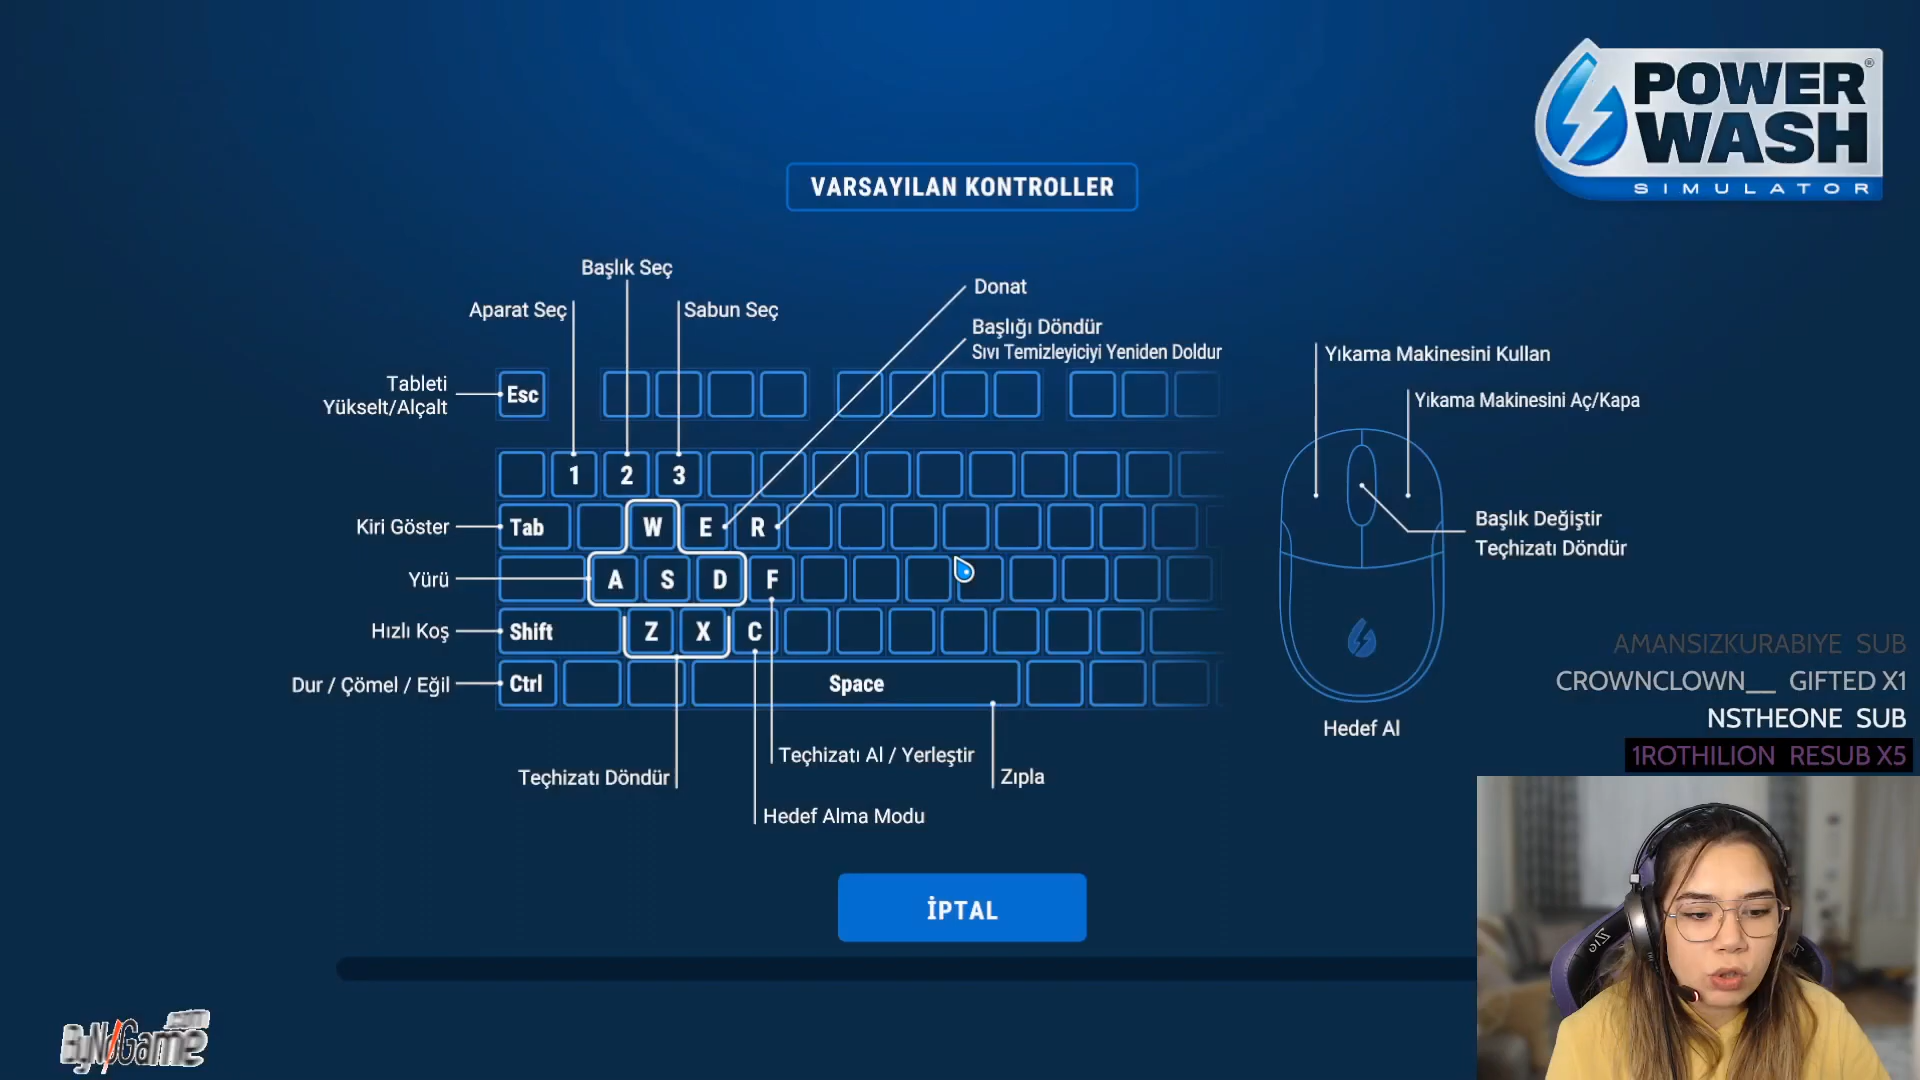 POWER
WASH
SIMULATOR
VARSAYILAN KONTROLLER
Başlık Seç
Aparat Seç
Sabun Seç
Donat
Başlığı Döndür
Sıvı Temizleyiciyi Yeniden Doldur
Tableti
Yükselt/Alçalt
Esc
1 2 3
Kiri Göster
Tab W E R
Yürü
A S D F
Hızlı Koş
Shift Z X C
Dur / Çömel / Eğil
Ctrl Space
Teçhizatı Al / Yerleştir
Teçhizatı Döndür
Zıpla
Hedef Alma Modu
Yıkama Makinesini Kullan
Yıkama Makinesini Aç/Kapa
Başlık Değiştir
Teçhizatı Döndür
Hedef Al
İPTAL
AMANSIZKURABIYE SUB
CROWNCLOWN__ GIFTED X1
NSTHEONE SUB
1ROTHILION RESUB X5
ByNoGame
.com